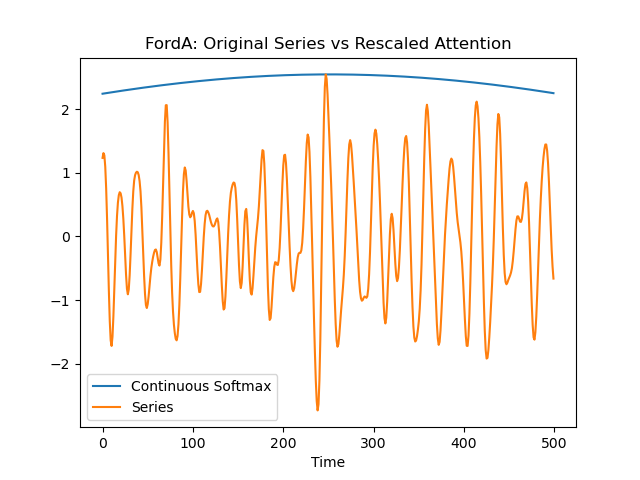 FordA: Original Series vs Rescaled Attention
2
1
0
−1
−2
Continuous Softmax
Series
0 100 200 300 400 500
Time